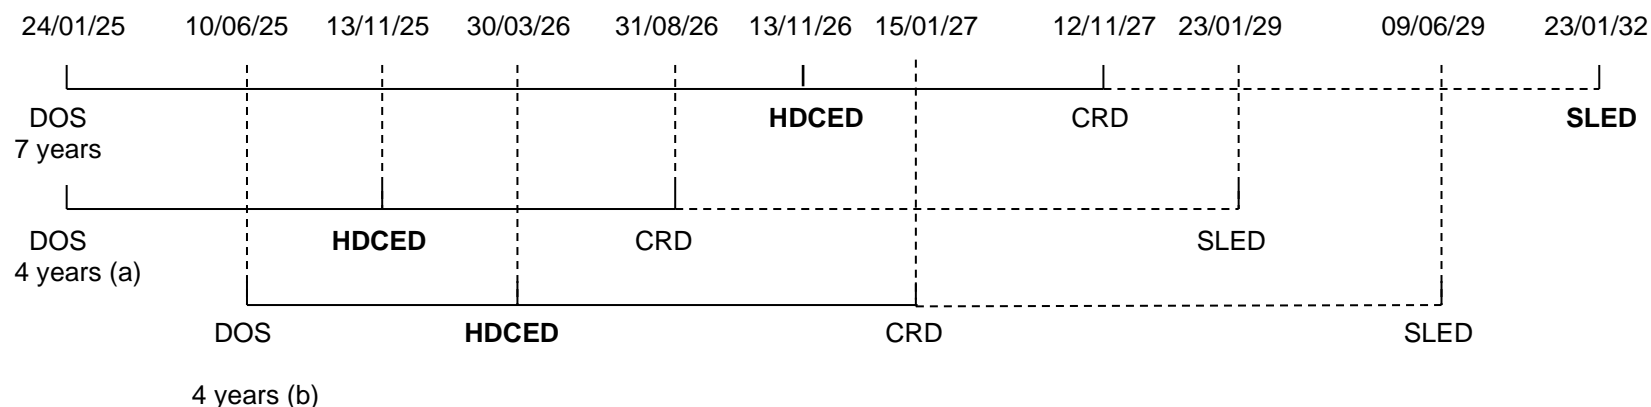 24/01/25 10/06/25 13/11/25 30/03/26 31/08/26 13/11/26 15/01/27 12/11/27 23/01/29 09/06/29 23/01/32
DOS HDCED CRD SLED
7 years
DOS HDCED CRD SLED
4 years (a)
DOS HDCED CRD SLED
4 years (b)